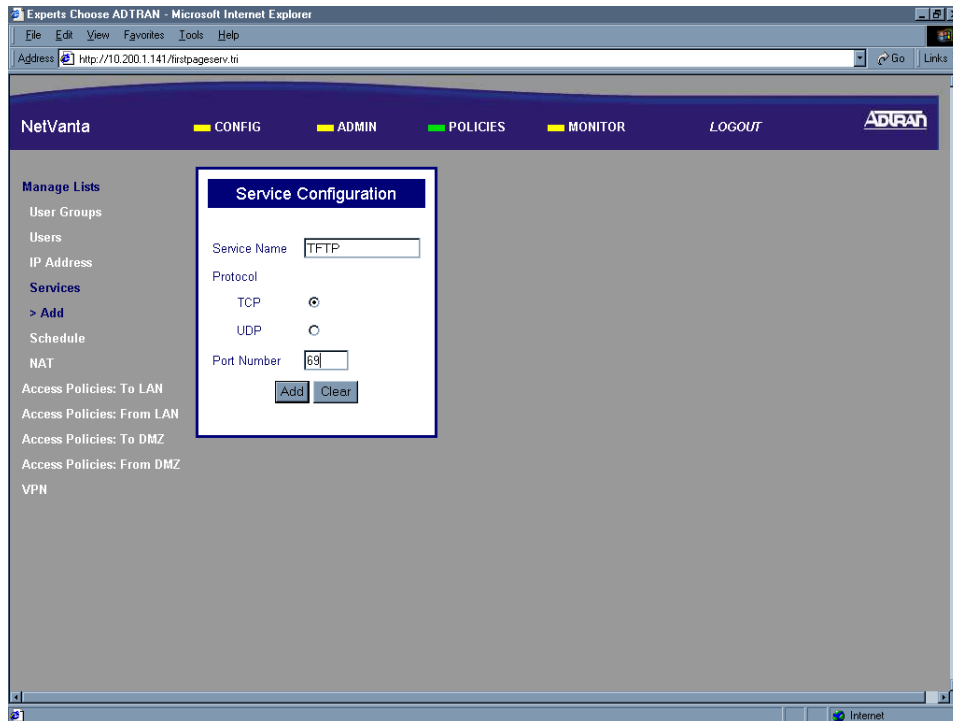 Experts Choose ADTRAN - Microsoft Internet Explorer
File Edit View Favorites Tools Help
Address http://10.200.1.141/firstpageserv.tri Go Links
NetVanta CONFIG ADMIN POLICIES MONITOR LOGOUT ADTRAN
Manage Lists
User Groups
Users
IP Address
Services
> Add
Schedule
NAT
Access Policies: To LAN
Access Policies: From LAN
Access Policies: To DMZ
Access Policies: From DMZ
VPN
Service Configuration
Service Name TFTP
Protocol
TCP
UDP
Port Number 69
Add Clear
Internet